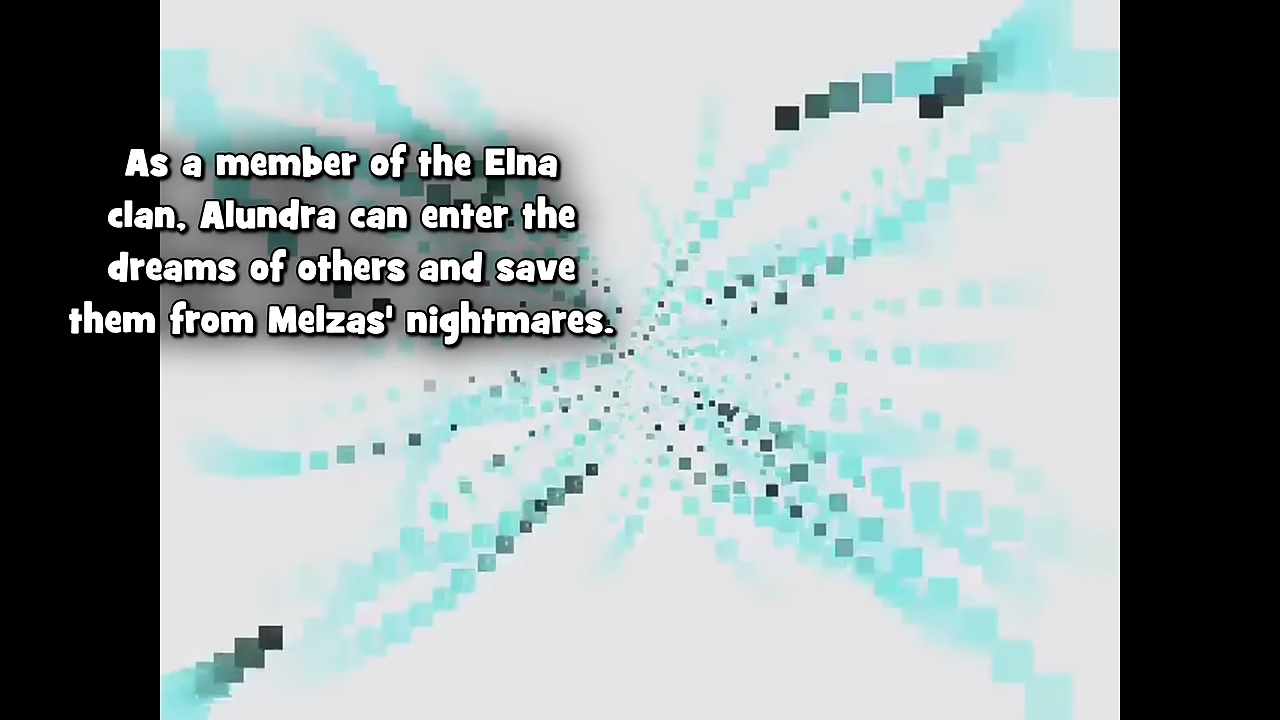 As a member of the Elna
clan, Alundra can enter the
dreams of others and save
them from Melzas' nightmares.